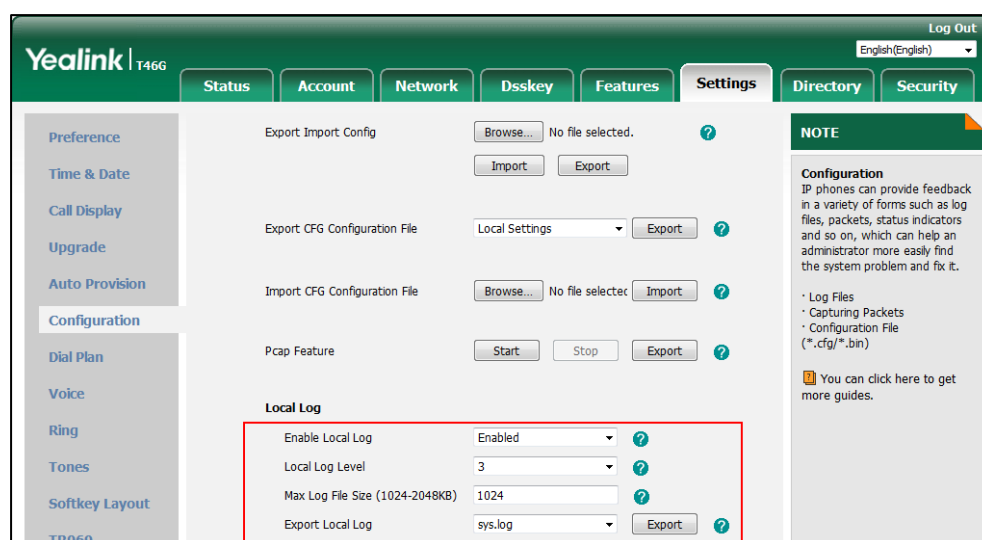 Log Out
Yealink | T46G
English(English)
Status Account Network Dsskey Features Settings Directory Security
Preference
Time & Date
Call Display
Upgrade
Auto Provision
Configuration
Dial Plan
Voice
Ring
Tones
Softkey Layout
TR069
Export Import Config Browse... No file selected.
Import Export
Export CFG Configuration File Local Settings Export
Import CFG Configuration File Browse... No file selectec Import
Pcap Feature Start Stop Export
Local Log
Enable Local Log Enabled
Local Log Level 3
Max Log File Size (1024-2048KB) 1024
Export Local Log sys.log Export
NOTE
Configuration
IP phones can provide feedback
in a variety of forms such as log
files, packets, status indicators
and so on, which can help an
administrator more easily find
the system problem and fix it.
· Log Files
· Capturing Packets
· Configuration File
(*.cfg/*.bin)
You can click here to get
more guides.